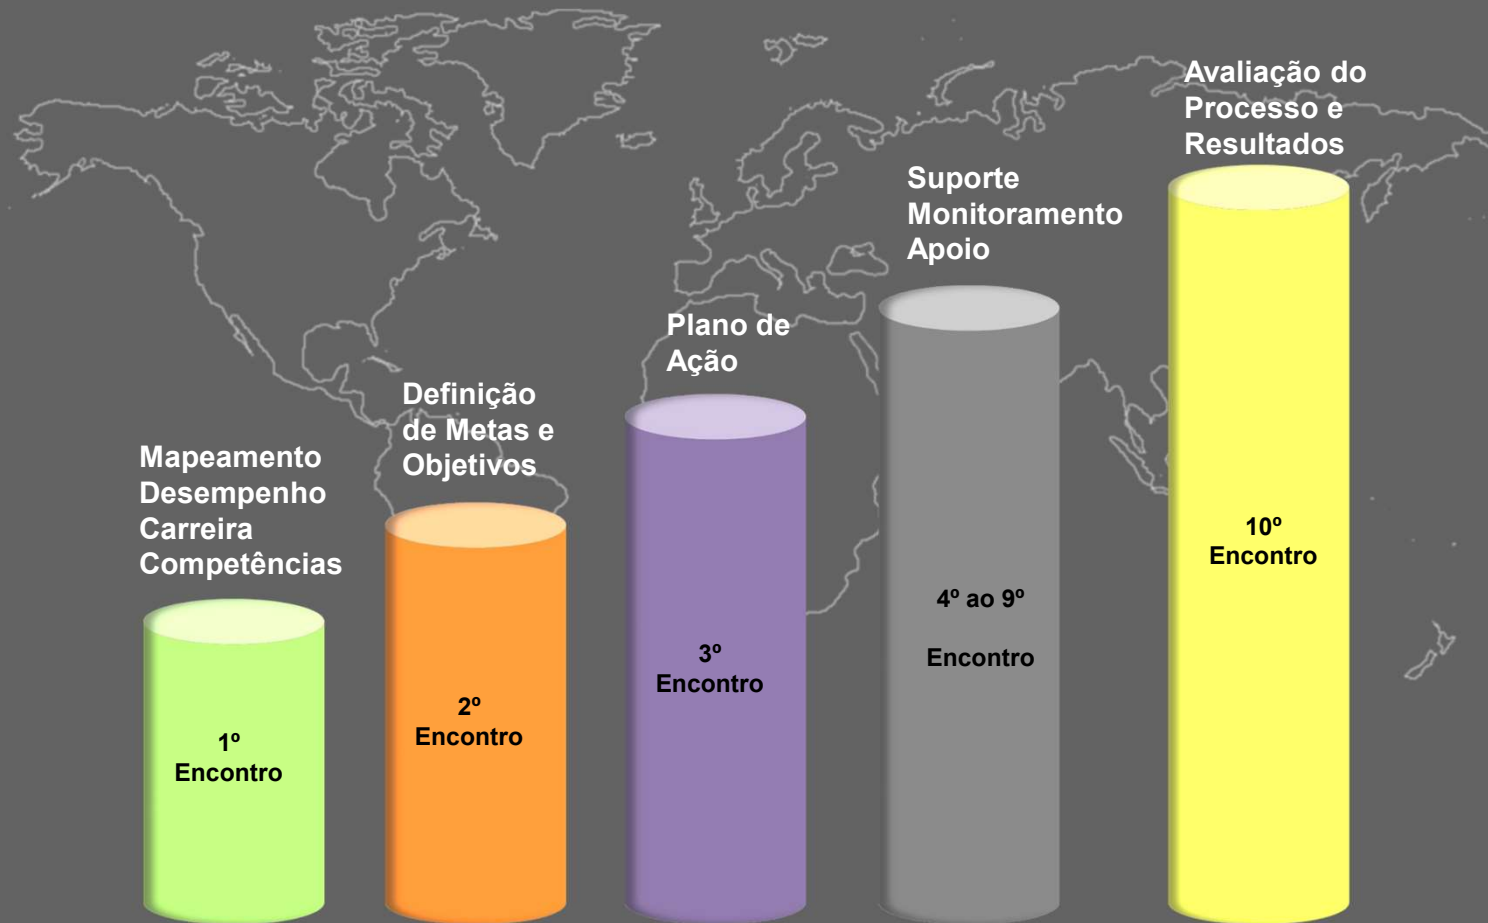 Mapeamento
Desempenho
Carreira
Competências
1º
Encontro
Definição
de Metas e
Objetivos
2º
Encontro
Plano de
Ação
3º
Encontro
Suporte
Monitoramento
Apoio
4º ao 9º
Encontro
Avaliação do
Processo e
Resultados
10º
Encontro